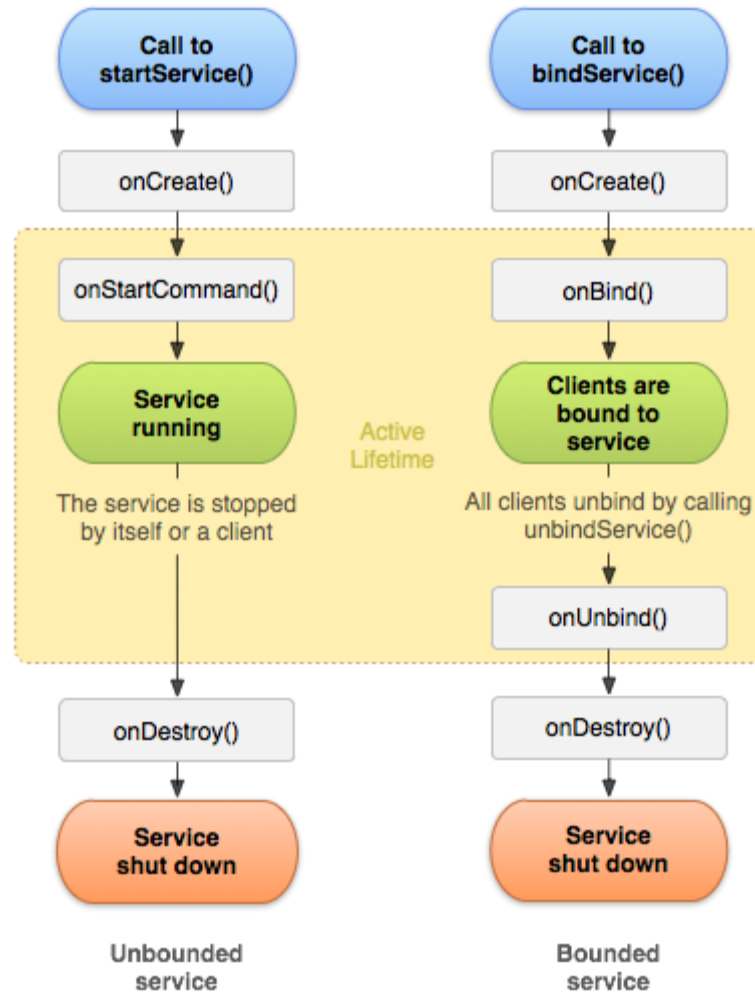 Call to
startService()
onCreate()
onStartCommand()
Service
running
The service is stopped
by itself or a client
onDestroy()
Service
shut down
Unbounded
service
Active
Lifetime
Call to
bindService()
onCreate()
onBind()
Clients are
bound to
service
All clients unbind by calling
unbindService()
onUnbind()
onDestroy()
Service
shut down
Bounded
service